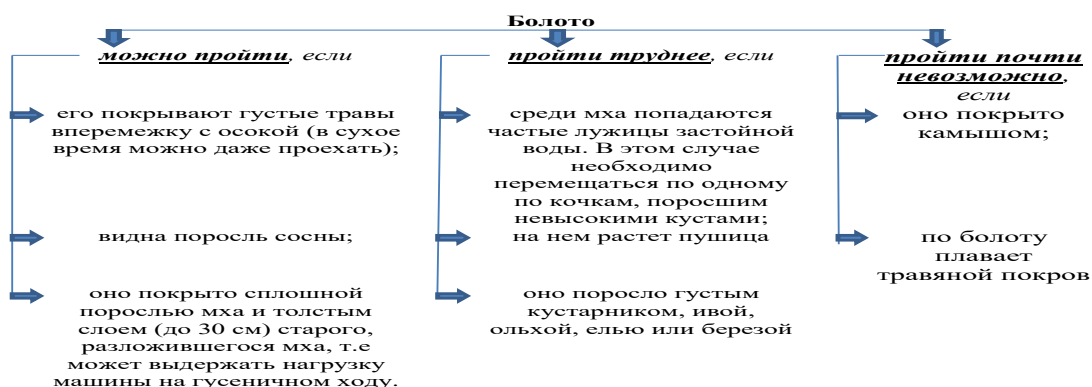 Болото
можно пройти, если
его покрывают густые травы
вперемежку с осокой (в сухое
время можно даже проехать);
видна поросль сосны;
оно покрыто сплошной
порослью мха и толстым
слоем (до 30 см) старого,
разложившегося мха, т.е
может выдержать нагрузку
машины на гусеничном ходу.
пройти труднее, если
среди мха попадаются
частые лужицы застойной
воды. В этом случае
необходимо
перемещаться по одному
по кочкам, поросшим
невысокими кустами;
на нем растет пушица
оно поросло густым
кустарником, ивой,
ольхой, елью или березой
пройти почти
невозможно,
если
оно покрыто
камышом;
по болоту
плавает
травяной покров